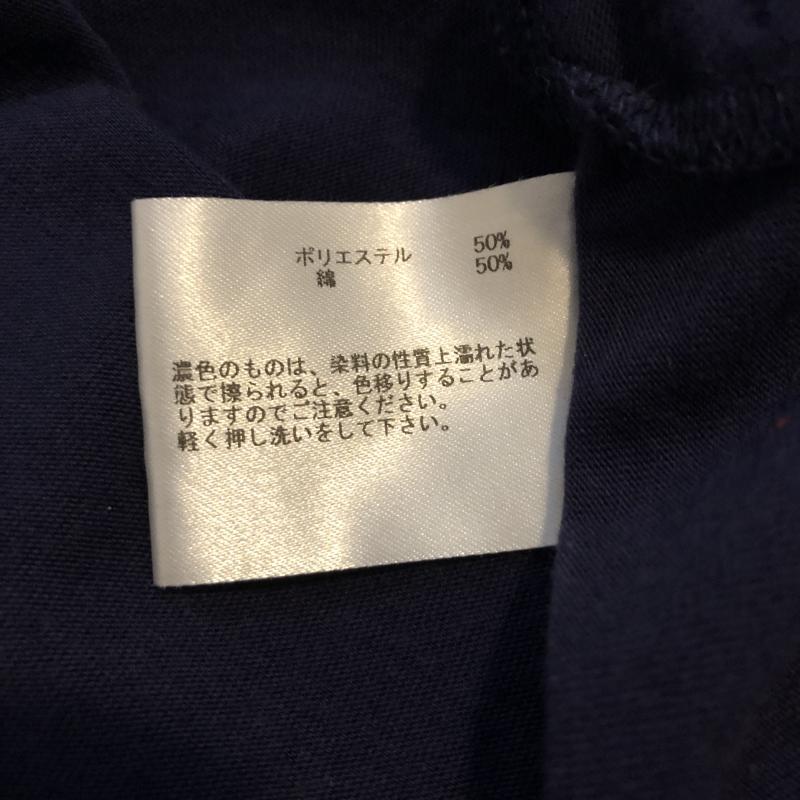 ポリエステル 50%
綿 50%
濃色のものは、染料の性質上濡れた状
態で擦られると、色移りすることがあ
りますのでご注意ください。
軽く押し洗いをして下さい。